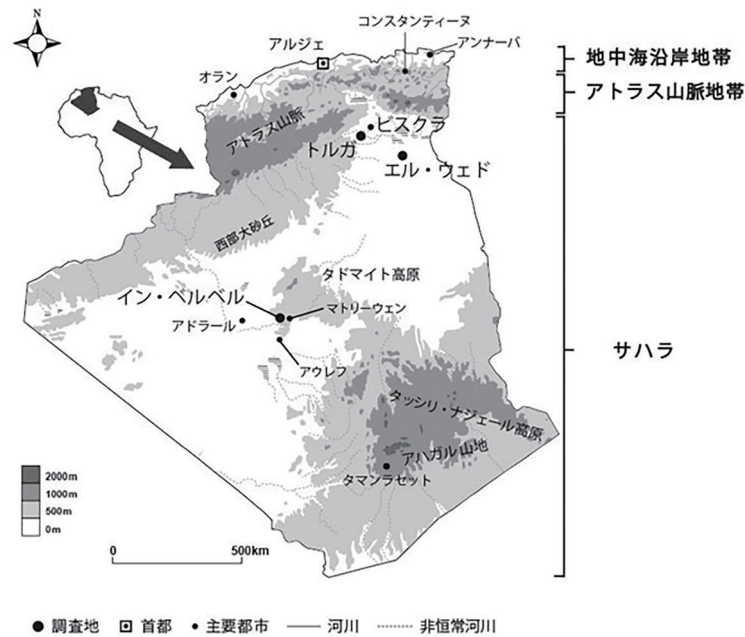 N
コンスタンティーヌ
アルジェ
アンナーバ
オラン
地中海沿岸地帯
アトラス山脈地帯
アトラス山脈
ビスクラ
トルガ
エル・ウェド
西部大砂丘
タドマイト高原
イン・ベルベル
マトリーウェン
アドラール
アウレフ
サハラ
タッシリ・ナジェール高原
アハガル山地
タマンラセット
2000m
1000m
500m
0m
0 500km
調査地 首都 主要都市 河川 非恒常河川